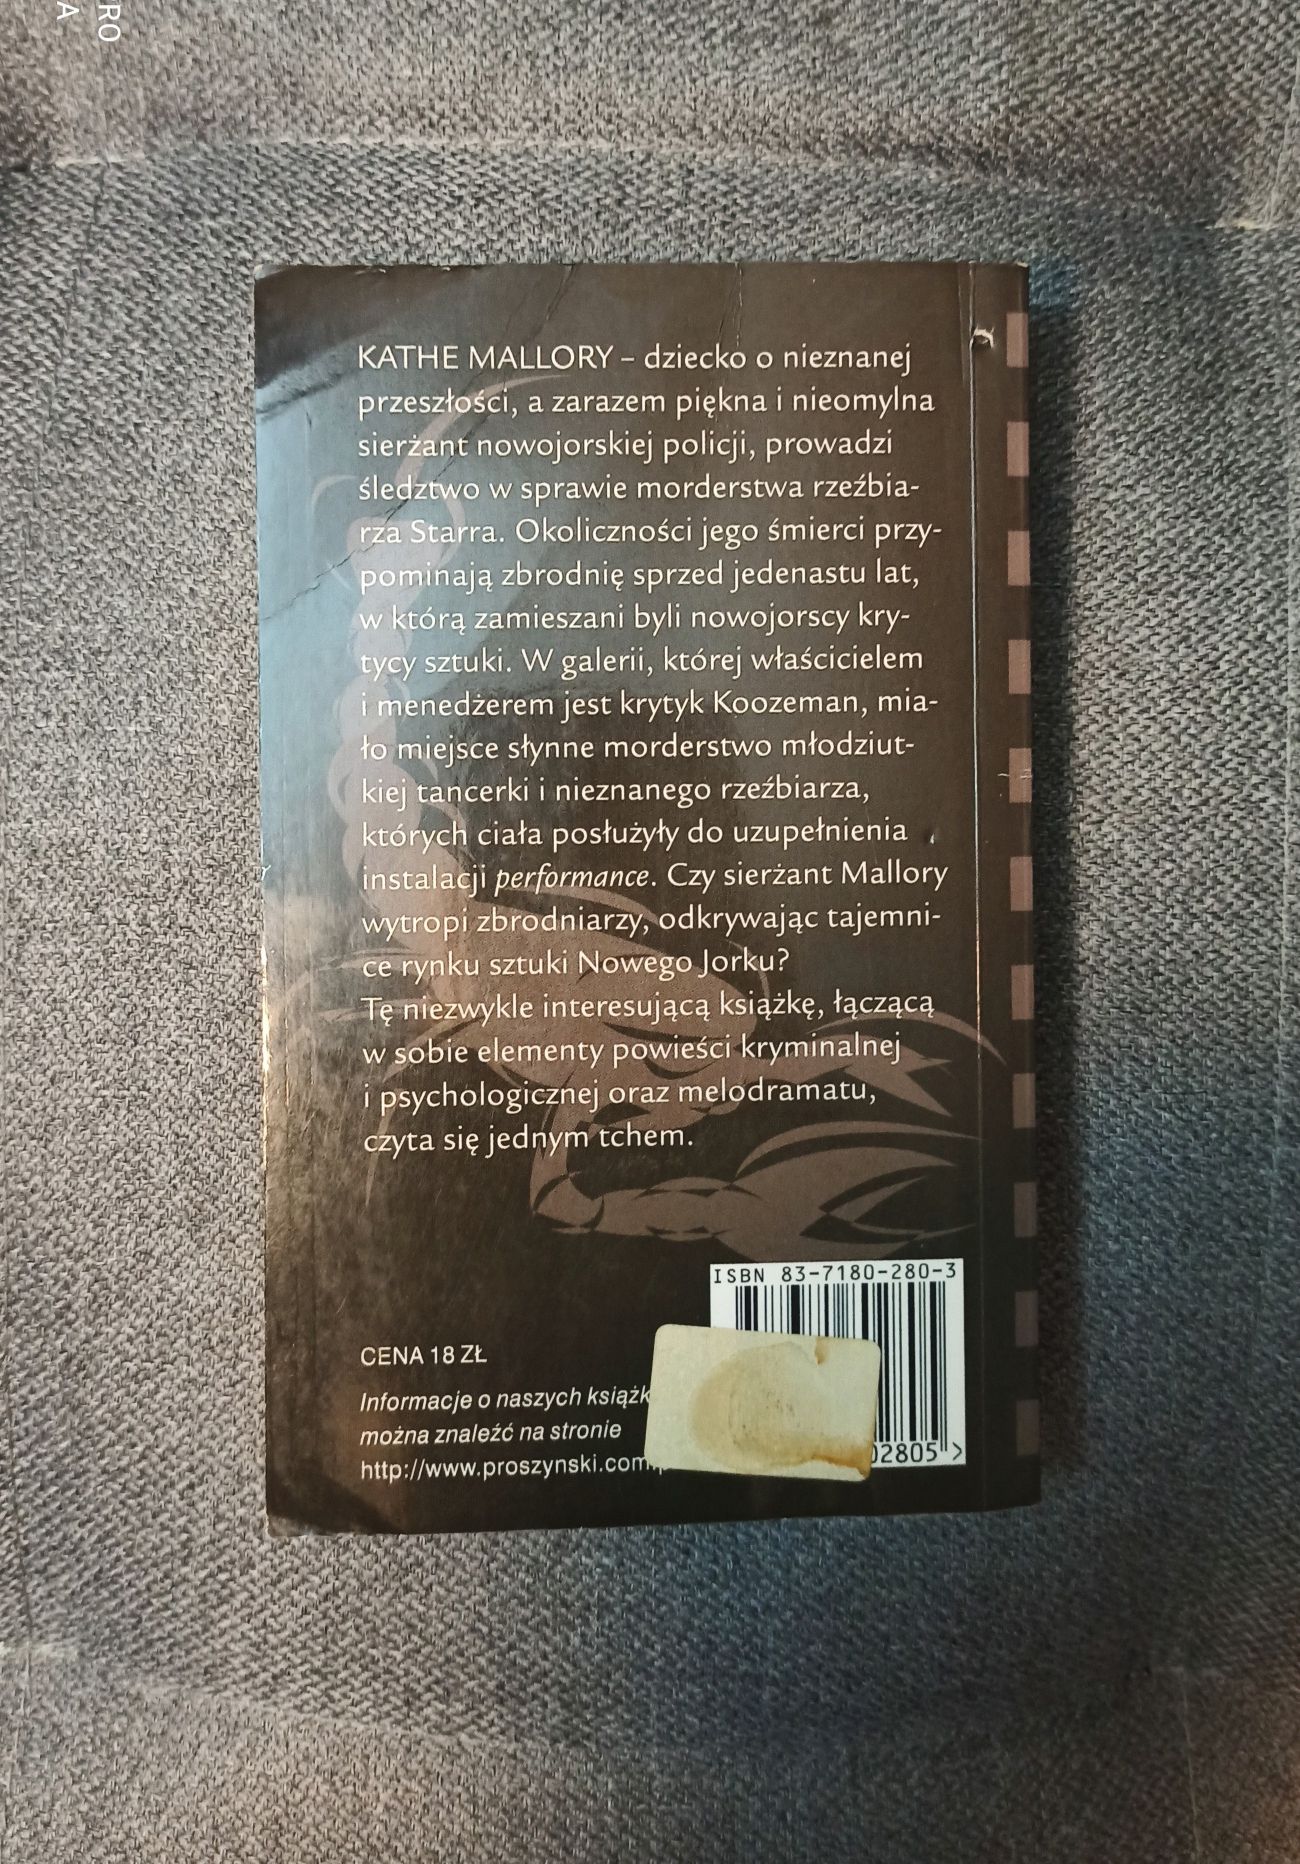 RO
A
KATHE MALLORY – dziecko o nieznanej
przeszłości, a zarazem piękna i nieomylna
sierżant nowojorskiej policji, prowadzi
śledztwo w sprawie morderstwa rzeźbia-
rza Starra. Okoliczności jego śmierci przy-
pominają zbrodnię sprzed jedenastu lat,
w którą zamieszani byli nowojorscy kry-
tycy sztuki. W galerii, której właścicielem
i menedżerem jest krytyk Koozeman, mia-
ło miejsce słynne morderstwo młodziut-
kiej tancerki i nieznanego rzeźbiarza,
których ciała posłużyły do uzupełnienia
instalacji performance. Czy sierżant Mallory
wytropi zbrodniarzy, odkrywając tajemni-
ce rynku sztuki Nowego Jorku?
Tę niezwykle interesującą książkę, łączącą
w sobie elementy powieści kryminalnej
i psychologicznej oraz melodramatu,
czyta się jednym tchem.
ISBN 83-7180-280-3
CENA 18 ZŁ
Informacje o naszych książk
można znaleźć na stronie
http://www.proszynski.com.p
02805 >